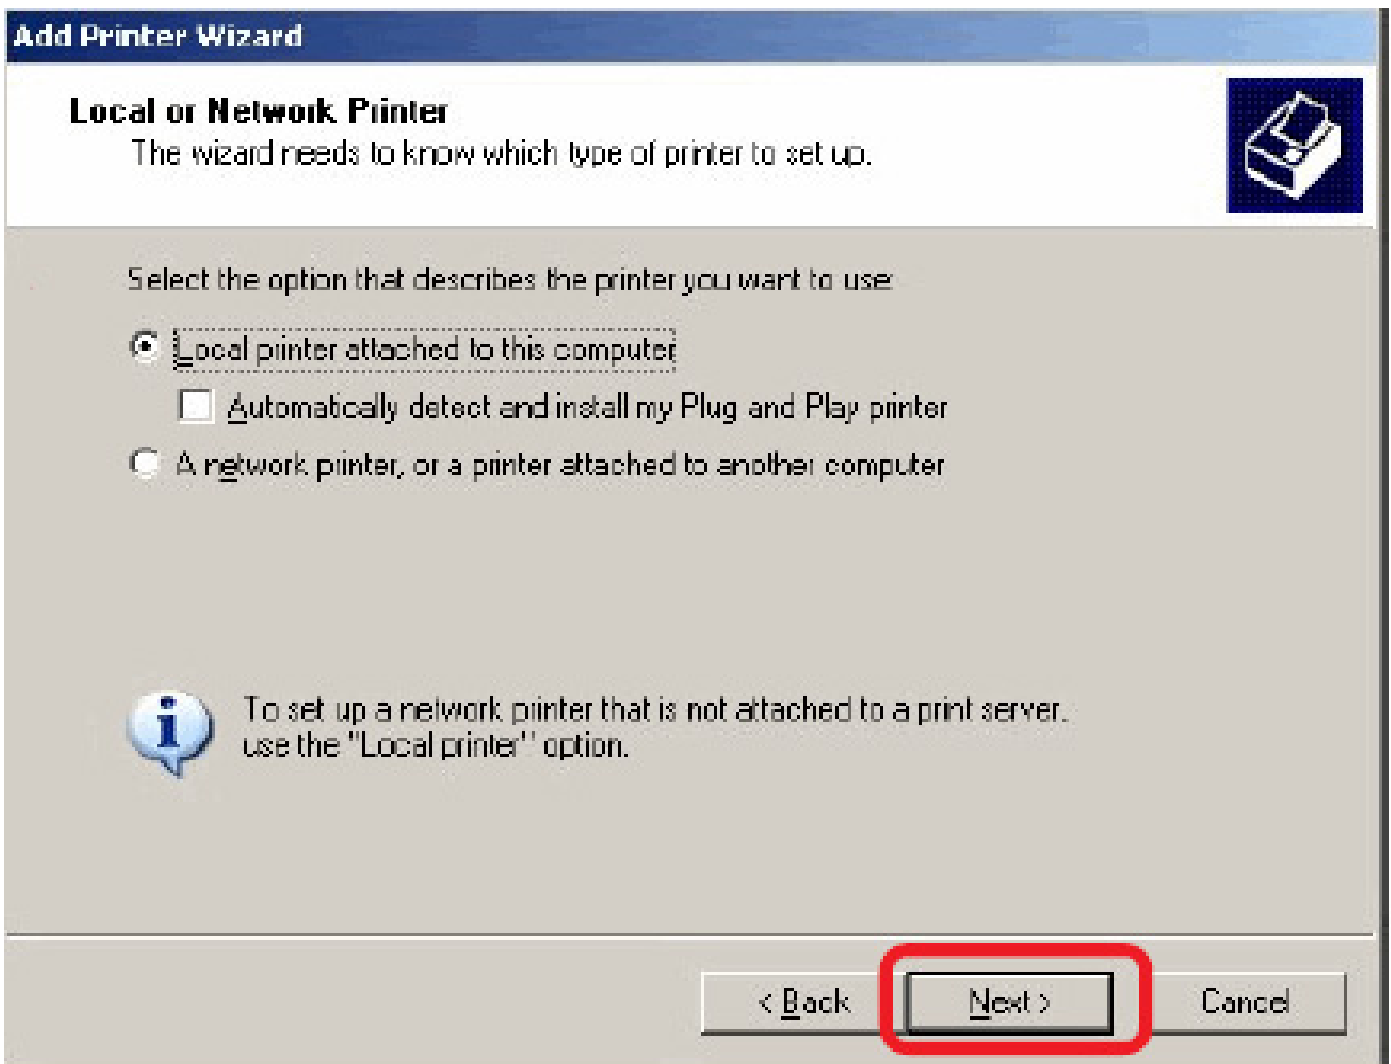 Add Printer Wizard
Local or Network Printer
The wizard needs to know which type of printer to set up.
Select the option that describes the printer you want to use:
Local printer attached to this computer
Automatically detect and install my Plug and Play printer
A network printer, or a printer attached to another computer
To set up a network printer that is not attached to a print server,
use the "Local printer" option.
< Back
Next >
Cancel